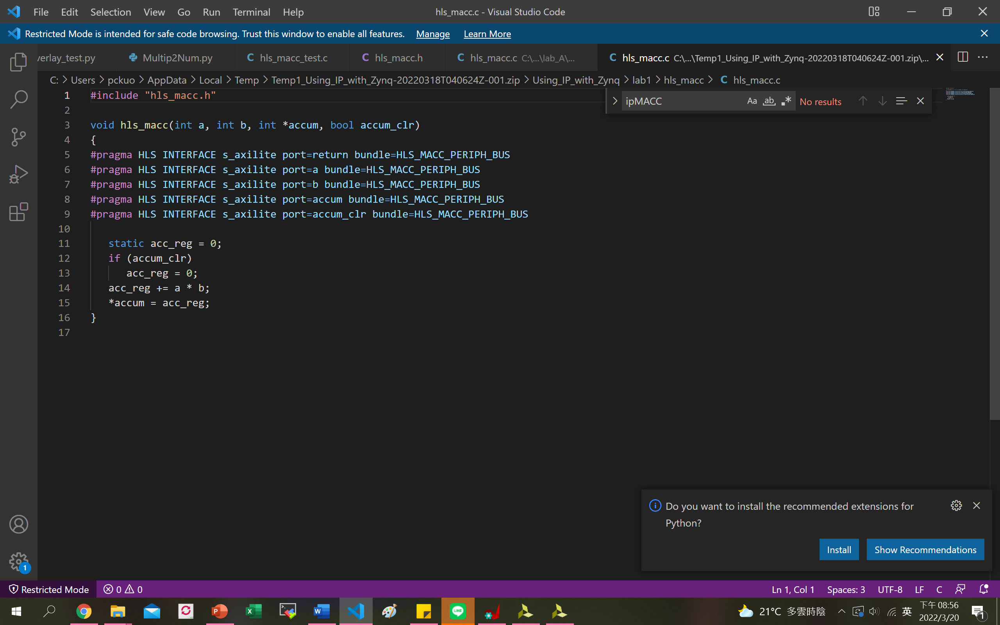 File Edit Selection View Go Run Terminal Help hls_macc.c - Visual Studio Code
Restricted Mode is intended for safe code browsing. Trust this window to enable all features. Manage Learn More
verlay_test.py Multip2Num.py C hls_macc_test.c C hls_macc.h C hls_macc.c C:\...\lab_A\... C hls_macc.c C:\...\Temp1_Using_IP_with_Zynq-20220318T040624Z-001.zip\...
C: > Users > pckuo > AppData > Local > Temp > Temp1_Using_IP_with_Zynq-20220318T040624Z-001.zip > Using_IP_with_Zynq > lab1 > hls_macc > C hls_macc.c
ipMACC Aa ab No results
1 #include "hls_macc.h"
2
3 void hls_macc(int a, int b, int *accum, bool accum_clr)
4 {
5 #pragma HLS INTERFACE s_axilite port=return bundle=HLS_MACC_PERIPH_BUS
6 #pragma HLS INTERFACE s_axilite port=a bundle=HLS_MACC_PERIPH_BUS
7 #pragma HLS INTERFACE s_axilite port=b bundle=HLS_MACC_PERIPH_BUS
8 #pragma HLS INTERFACE s_axilite port=accum bundle=HLS_MACC_PERIPH_BUS
9 #pragma HLS INTERFACE s_axilite port=accum_clr bundle=HLS_MACC_PERIPH_BUS
10
11 static acc_reg = 0;
12 if (accum_clr)
13 acc_reg = 0;
14 acc_reg += a * b;
15 *accum = acc_reg;
16 }
17
Do you want to install the recommended extensions for
Python?
Install Show Recommendations
1
Restricted Mode 0 0 Ln 1, Col 1 Spaces: 3 UTF-8 LF C
P X W LINE 21°C 多雲時陰 英 下午 08:56
2022/3/20 1